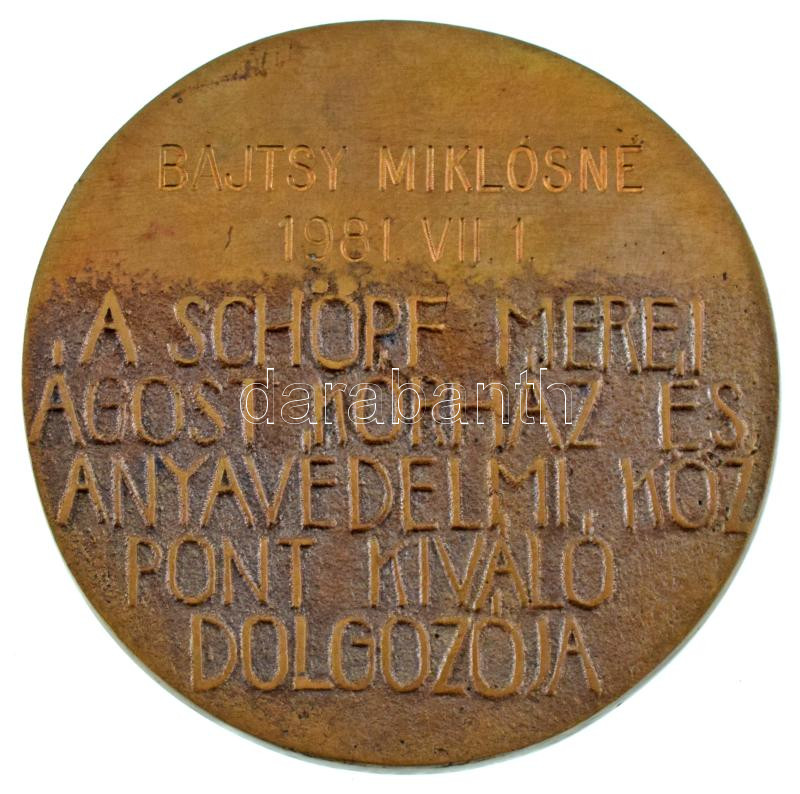 BAJTSY MIKLÓSNÉ
1981. VII. 1.
A SCHÖPF MEREI
ÁGOST KÓRHÁZ ÉS
ANYAVÉDELMI KÖZ
PONT KIVÁLÓ
DOLGOZÓJA
darabanth